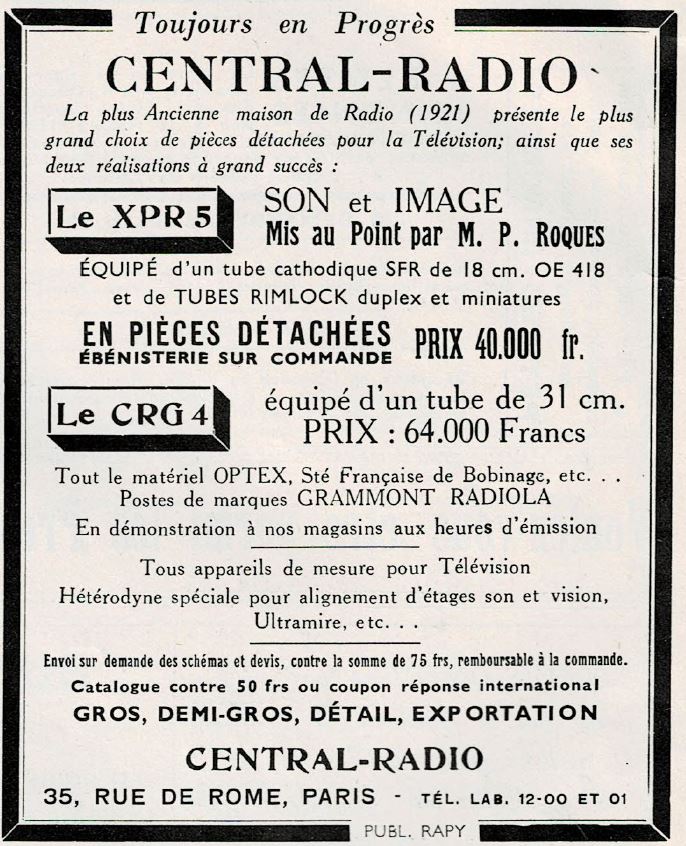 Toujours en Progrès
CENTRAL-RADIO
La plus Ancienne maison de Radio (1921) présente le plus
grand choix de pièces détachées pour la Télévision; ainsi que ses
deux réalisations à grand succès :
Le XPR 5
SON et IMAGE
Mis au Point par M. P. ROQUES
ÉQUIPÉ d'un tube cathodique SFR de 18 cm. OE 418
et de TUBES RIMLOCK duplex et miniatures
EN PIÈCES DÉTACHÉES
ÉBÉNISTERIE SUR COMMANDE
PRIX 40.000 fr.
Le CRG 4
équipé d'un tube de 31 cm.
PRIX : 64.000 Francs
Tout le matériel OPTEX, Sté Française de Bobinage, etc. . .
Postes de marques GRAMMONT RADIOLA
En démonstration à nos magasins aux heures d'émission
Tous appareils de mesure pour Télévision
Hétérodyne spéciale pour alignement d'étages son et vision,
Ultramire, etc. . .
Envoi sur demande des schémas et devis, contre la somme de 75 frs, remboursable à la commande.
Catalogue contre 50 frs ou coupon réponse international
GROS, DEMI-GROS, DÉTAIL, EXPORTATION
CENTRAL-RADIO
35, RUE DE ROME, PARIS - TÉL. LAB. 12-00 ET 01
PUBL. RAPY